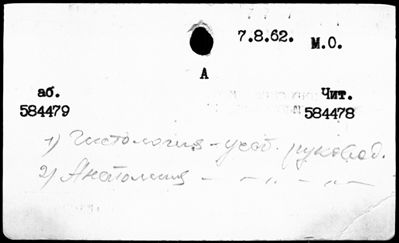 7.8.62. М.О.
А
аб. Чит.
584479 584478
1) Гистология – учеб. руковод.
2) Анатомия – – „ – „ –